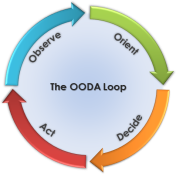 Observe
Orient
The OODA Loop
Act
Decide